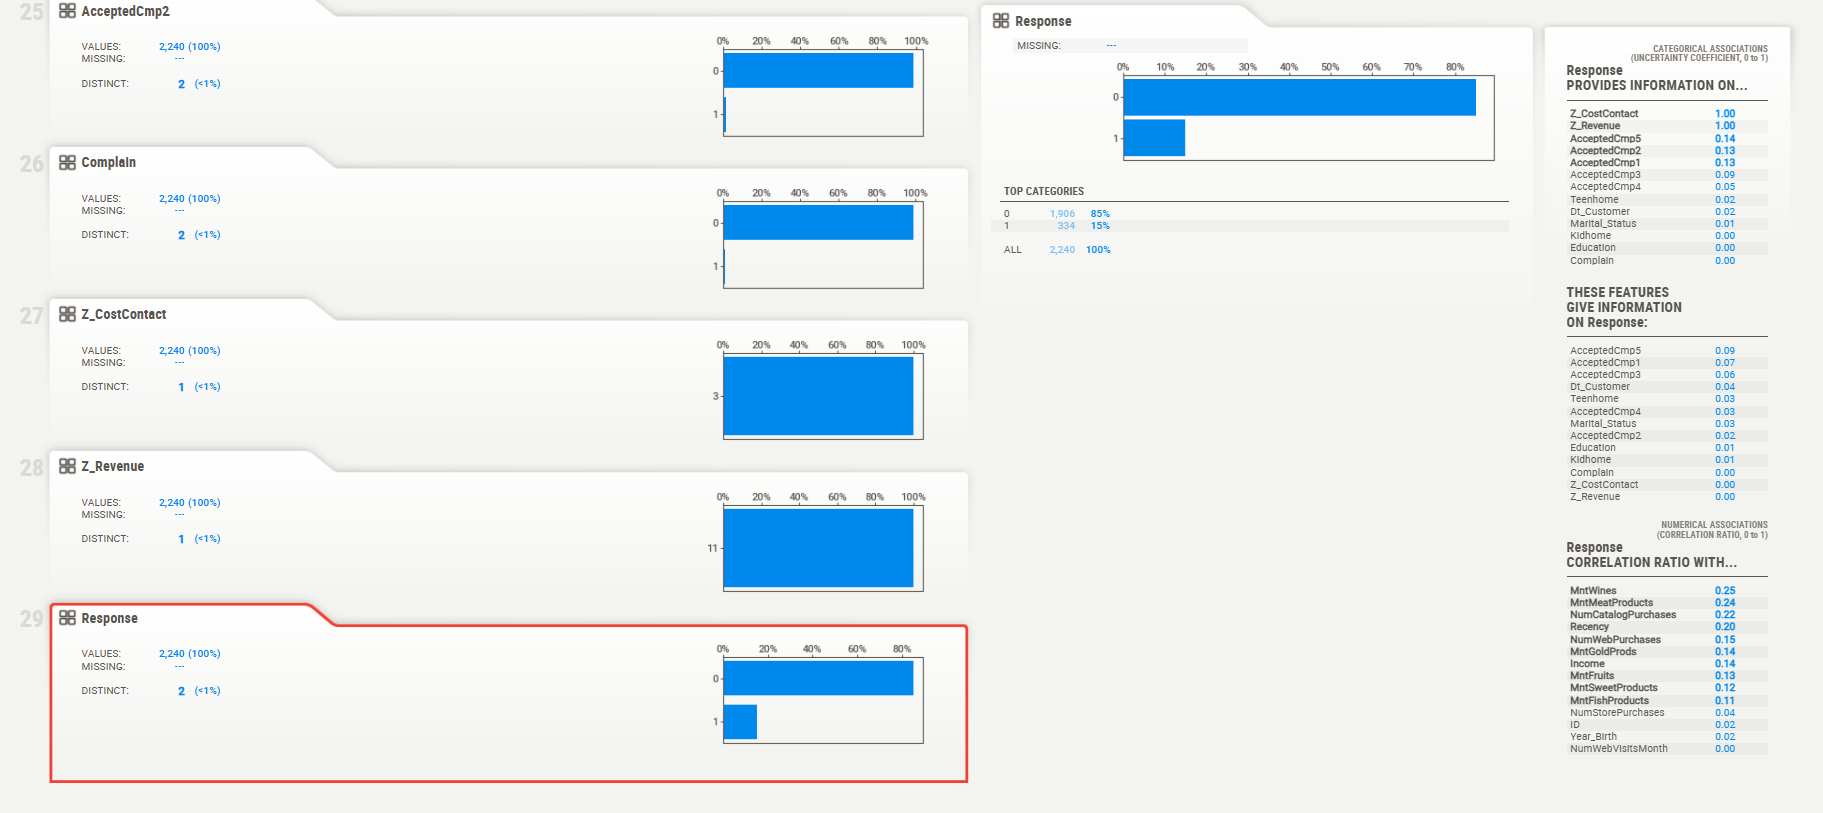 25
AcceptedCmp2
VALUES: 2,240 (100%)
MISSING: ---
DISTINCT: 2 (<1%)
0% 20% 40% 60% 80% 100%
0
1
26
Complain
VALUES: 2,240 (100%)
MISSING: ---
DISTINCT: 2 (<1%)
0% 20% 40% 60% 80% 100%
0
1
27
Z_CostContact
VALUES: 2,240 (100%)
MISSING: ---
DISTINCT: 1 (<1%)
0% 20% 40% 60% 80% 100%
3
28
Z_Revenue
VALUES: 2,240 (100%)
MISSING: ---
DISTINCT: 1 (<1%)
0% 20% 40% 60% 80% 100%
11
29
Response
VALUES: 2,240 (100%)
MISSING: ---
DISTINCT: 2 (<1%)
0% 20% 40% 60% 80%
0
1
Response
MISSING: ---
0% 10% 20% 30% 40% 50% 60% 70% 80%
0
1
TOP CATEGORIES
0 1,906 85%
1 334 15%
ALL 2,240 100%
CATEGORICAL ASSOCIATIONS
(UNCERTAINTY COEFFICIENT, 0 to 1)
Response
PROVIDES INFORMATION ON...
Z_CostContact 1.00
Z_Revenue 1.00
AcceptedCmp5 0.14
AcceptedCmp2 0.13
AcceptedCmp1 0.13
AcceptedCmp3 0.09
AcceptedCmp4 0.05
Teenhome 0.02
Dt_Customer 0.02
Marital_Status 0.01
Kidhome 0.00
Education 0.00
Complain 0.00
THESE FEATURES
GIVE INFORMATION
ON Response:
AcceptedCmp5 0.09
AcceptedCmp1 0.07
AcceptedCmp3 0.06
Dt_Customer 0.04
Teenhome 0.03
AcceptedCmp4 0.03
Marital_Status 0.03
AcceptedCmp2 0.02
Education 0.01
Kidhome 0.01
Complain 0.00
Z_CostContact 0.00
Z_Revenue 0.00
NUMERICAL ASSOCIATIONS
(CORRELATION RATIO, 0 to 1)
Response
CORRELATION RATIO WITH...
MntWines 0.25
MntMeatProducts 0.24
NumCatalogPurchases 0.22
Recency 0.20
NumWebPurchases 0.15
MntGoldProds 0.14
Income 0.14
MntFruits 0.13
MntSweetProducts 0.12
MntFishProducts 0.11
NumStorePurchases 0.04
ID 0.02
Year_Birth 0.02
NumWebVisitsMonth 0.00